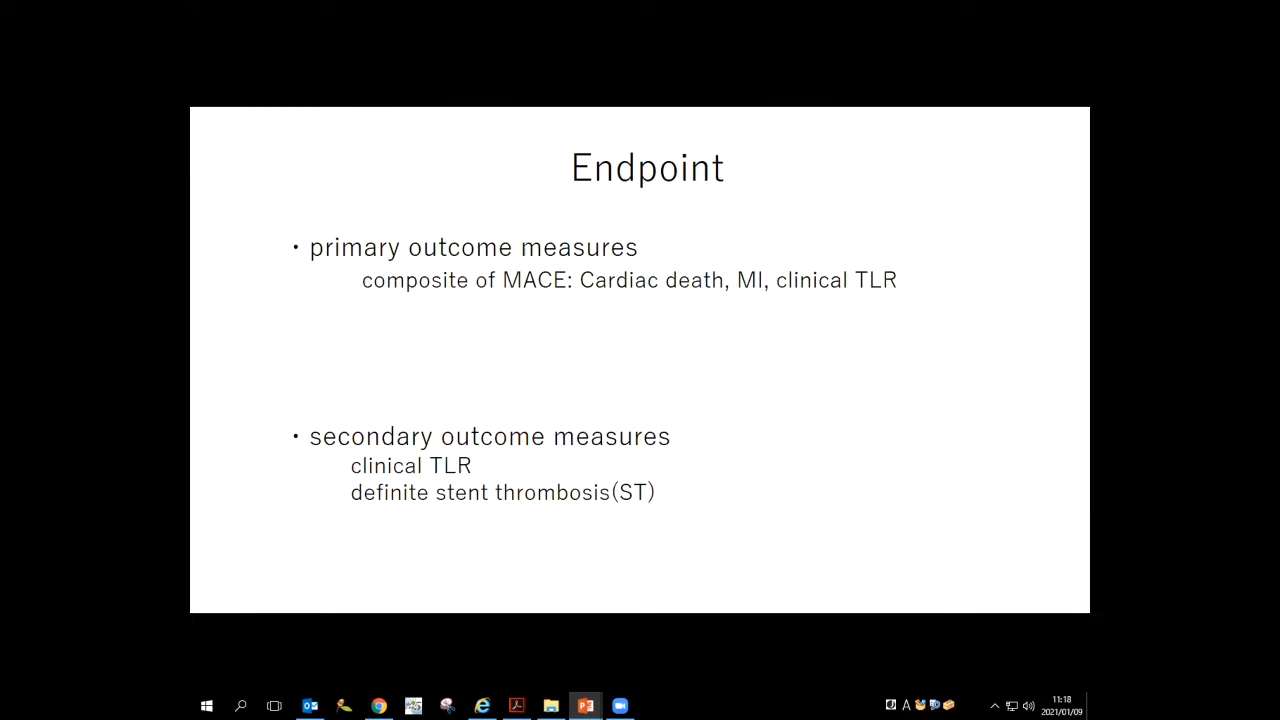 Endpoint
・primary outcome measures
composite of MACE: Cardiac death, MI, clinical TLR
・secondary outcome measures
clinical TLR
definite stent thrombosis(ST)
A
11:18
2021/01/09